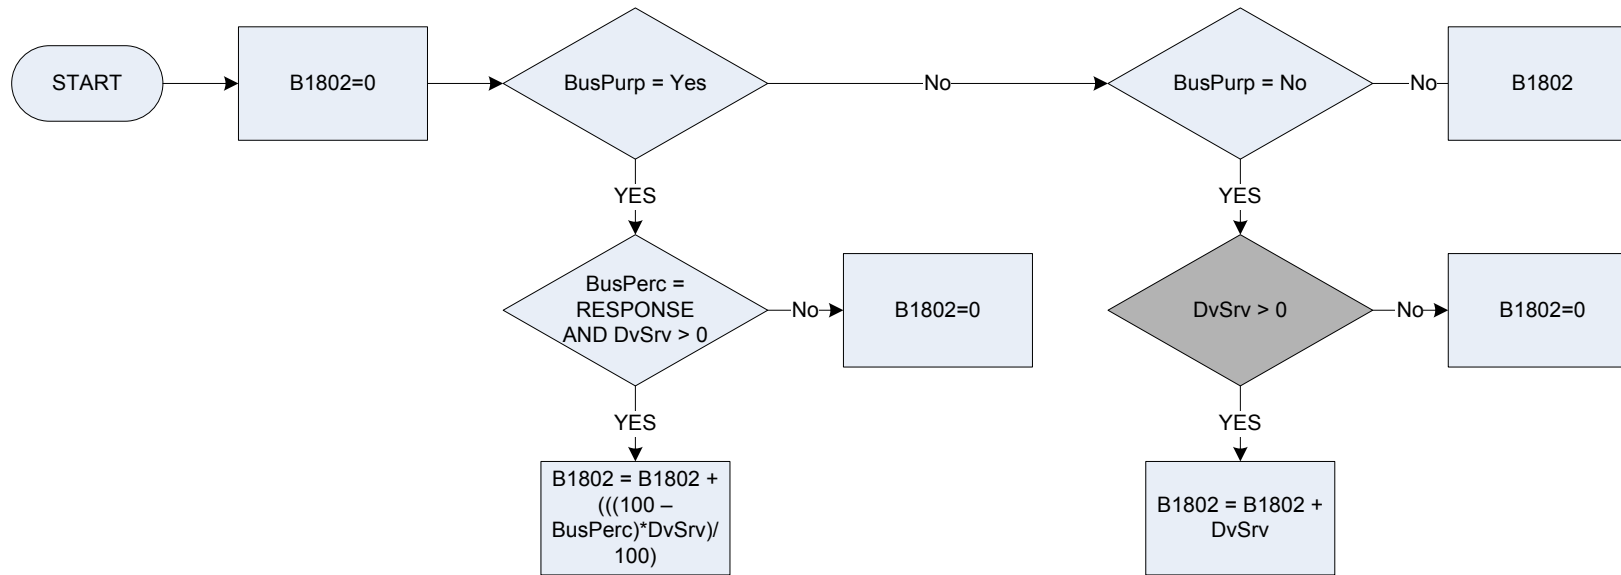 START
B1802=0
BusPurp = Yes
No
BusPurp = No
No
B1802
YES
YES
BusPerc =
RESPONSE
AND DvSrv > 0
No
B1802=0
DvSrv > 0
No
B1802=0
YES
YES
B1802 = B1802 +
(((100 –
BusPerc)*DvSrv)/
100)
B1802 = B1802 +
DvSrv